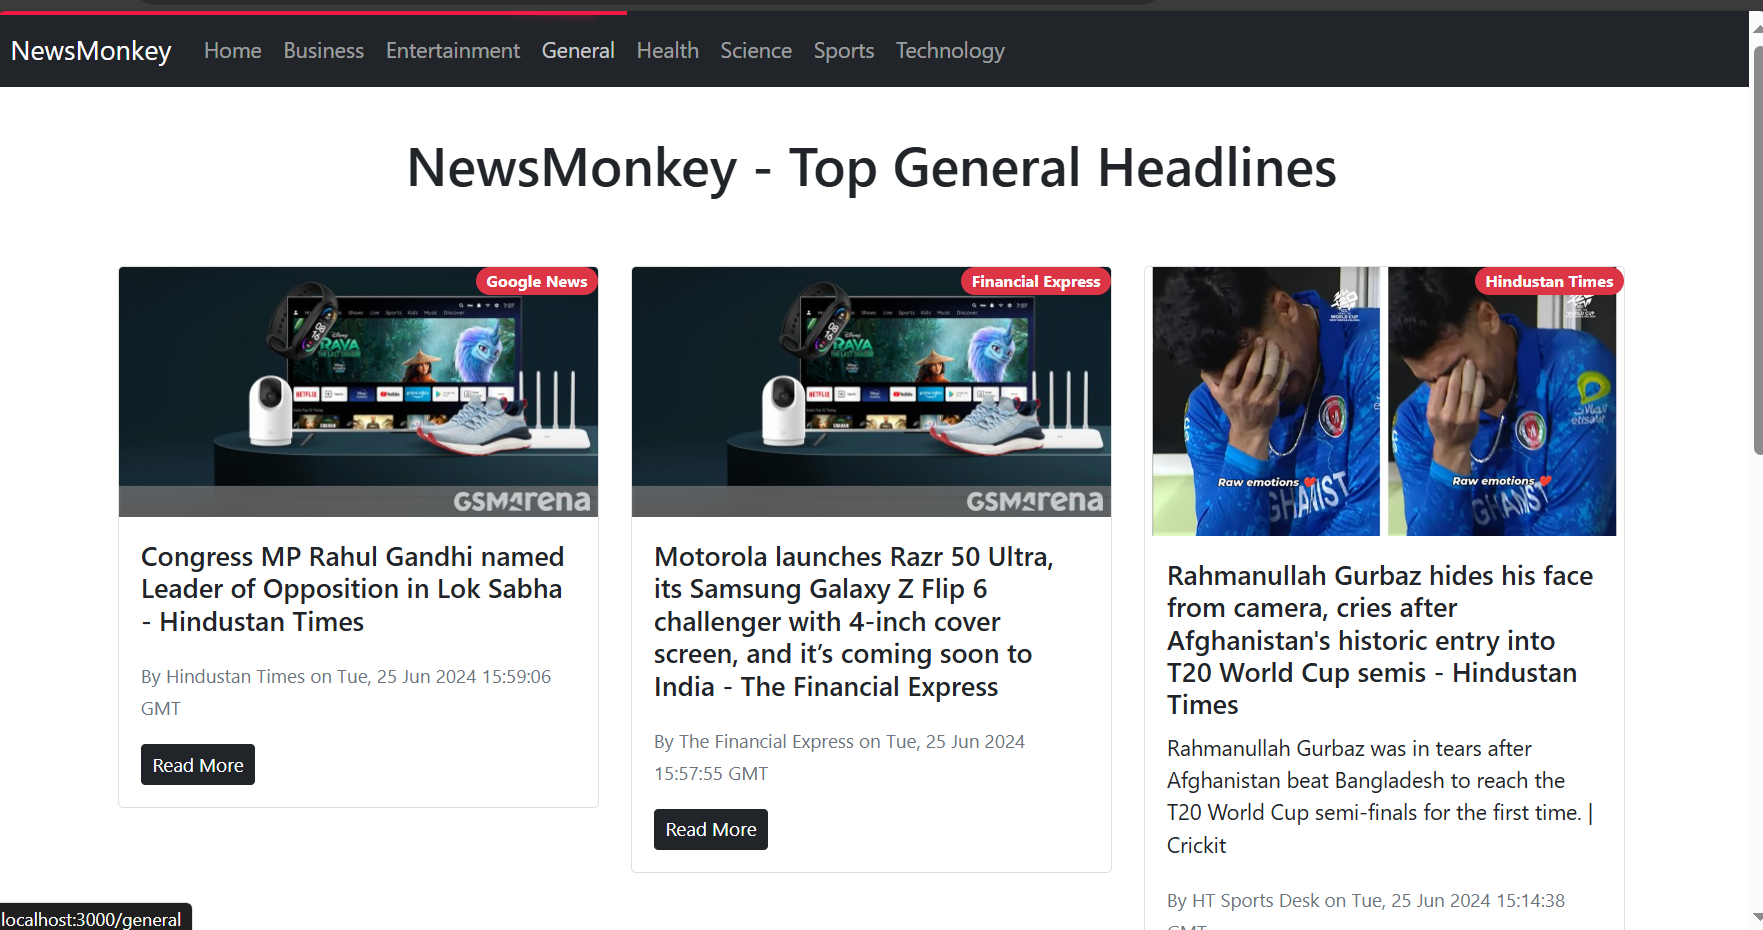 NewsMonkey Home Business Entertainment General Health Science Sports Technology
NewsMonkey - Top General Headlines
Google News
GSMArena
Congress MP Rahul Gandhi named
Leader of Opposition in Lok Sabha
- Hindustan Times
By Hindustan Times on Tue, 25 Jun 2024 15:59:06
GMT
Read More
Financial Express
GSMArena
Motorola launches Razr 50 Ultra,
its Samsung Galaxy Z Flip 6
challenger with 4-inch cover
screen, and it’s coming soon to
India - The Financial Express
By The Financial Express on Tue, 25 Jun 2024
15:57:55 GMT
Read More
Hindustan Times
WORLD CUP
WORLD CUP
etisalat
Raw emotions
Raw emotions
Rahmanullah Gurbaz hides his face
from camera, cries after
Afghanistan's historic entry into
T20 World Cup semis - Hindustan
Times
Rahmanullah Gurbaz was in tears after
Afghanistan beat Bangladesh to reach the
T20 World Cup semi-finals for the first time. |
Crickit
By HT Sports Desk on Tue, 25 Jun 2024 15:14:38
GMT
localhost:3000/general